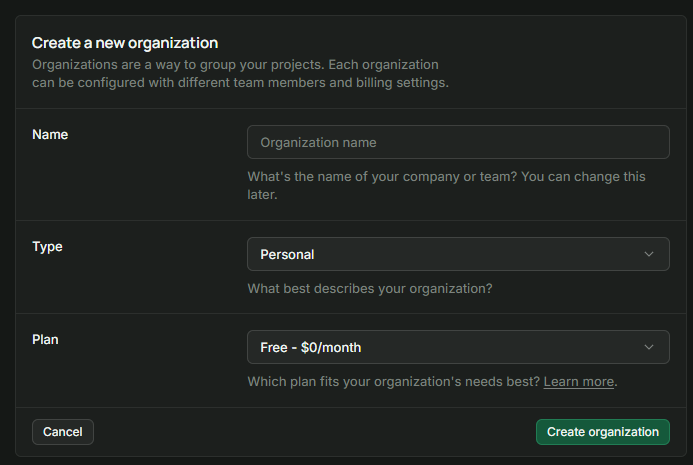 Create a new organization
Organizations are a way to group your projects. Each organization
can be configured with different team members and billing settings.
Name
Organization name
What's the name of your company or team? You can change this
later.
Type
Personal
What best describes your organization?
Plan
Free - $0/month
Which plan fits your organization's needs best? Learn more.
Cancel
Create organization